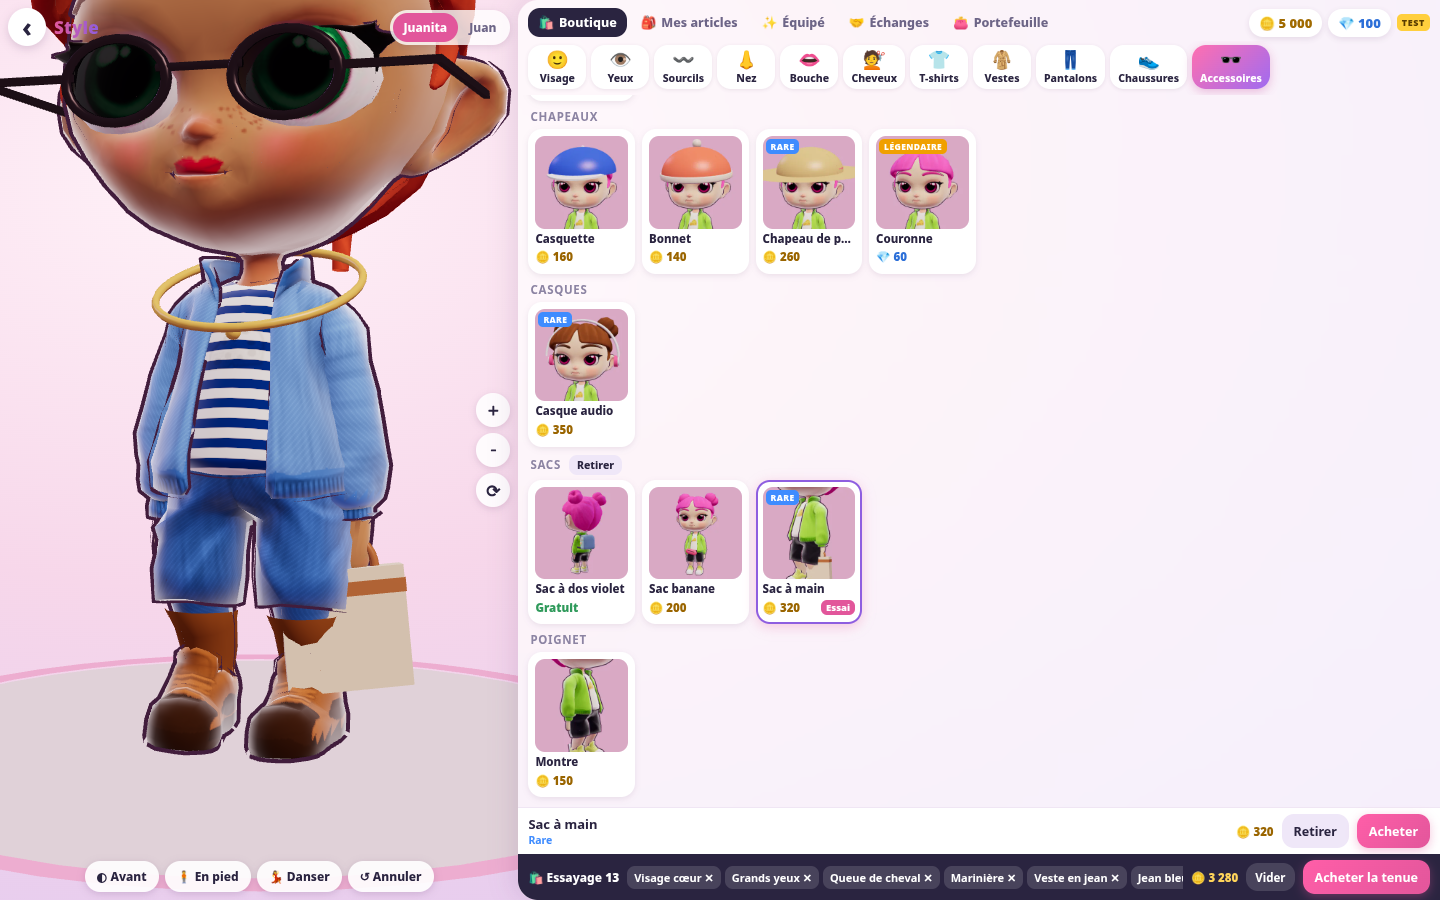 Style
Juanita
Juan
Boutique
Mes articles
Équipé
Échanges
Portefeuille
5 000
100
TEST
Visage
Yeux
Sourcils
Nez
Bouche
Cheveux
T-shirts
Vestes
Pantalons
Chaussures
Accessoires
CHAPEAUX
RARE
LÉGENDAIRE
Casquette
Bonnet
Chapeau de p...
Couronne
160
140
260
60
CASQUES
RARE
Casque audio
350
SACS
Retirer
RARE
Sac à dos violet
Sac banane
Sac à main
Gratuit
200
320
Essai
POIGNET
Montre
150
+
-
Avant
En pied
Danser
Annuler
Sac à main
Rare
320
Retirer
Acheter
Essayage 13
Visage cœur ✕
Grands yeux ✕
Queue de cheval ✕
Marinière ✕
Veste en jean ✕
Jean bleu
3 280
Vider
Acheter la tenue